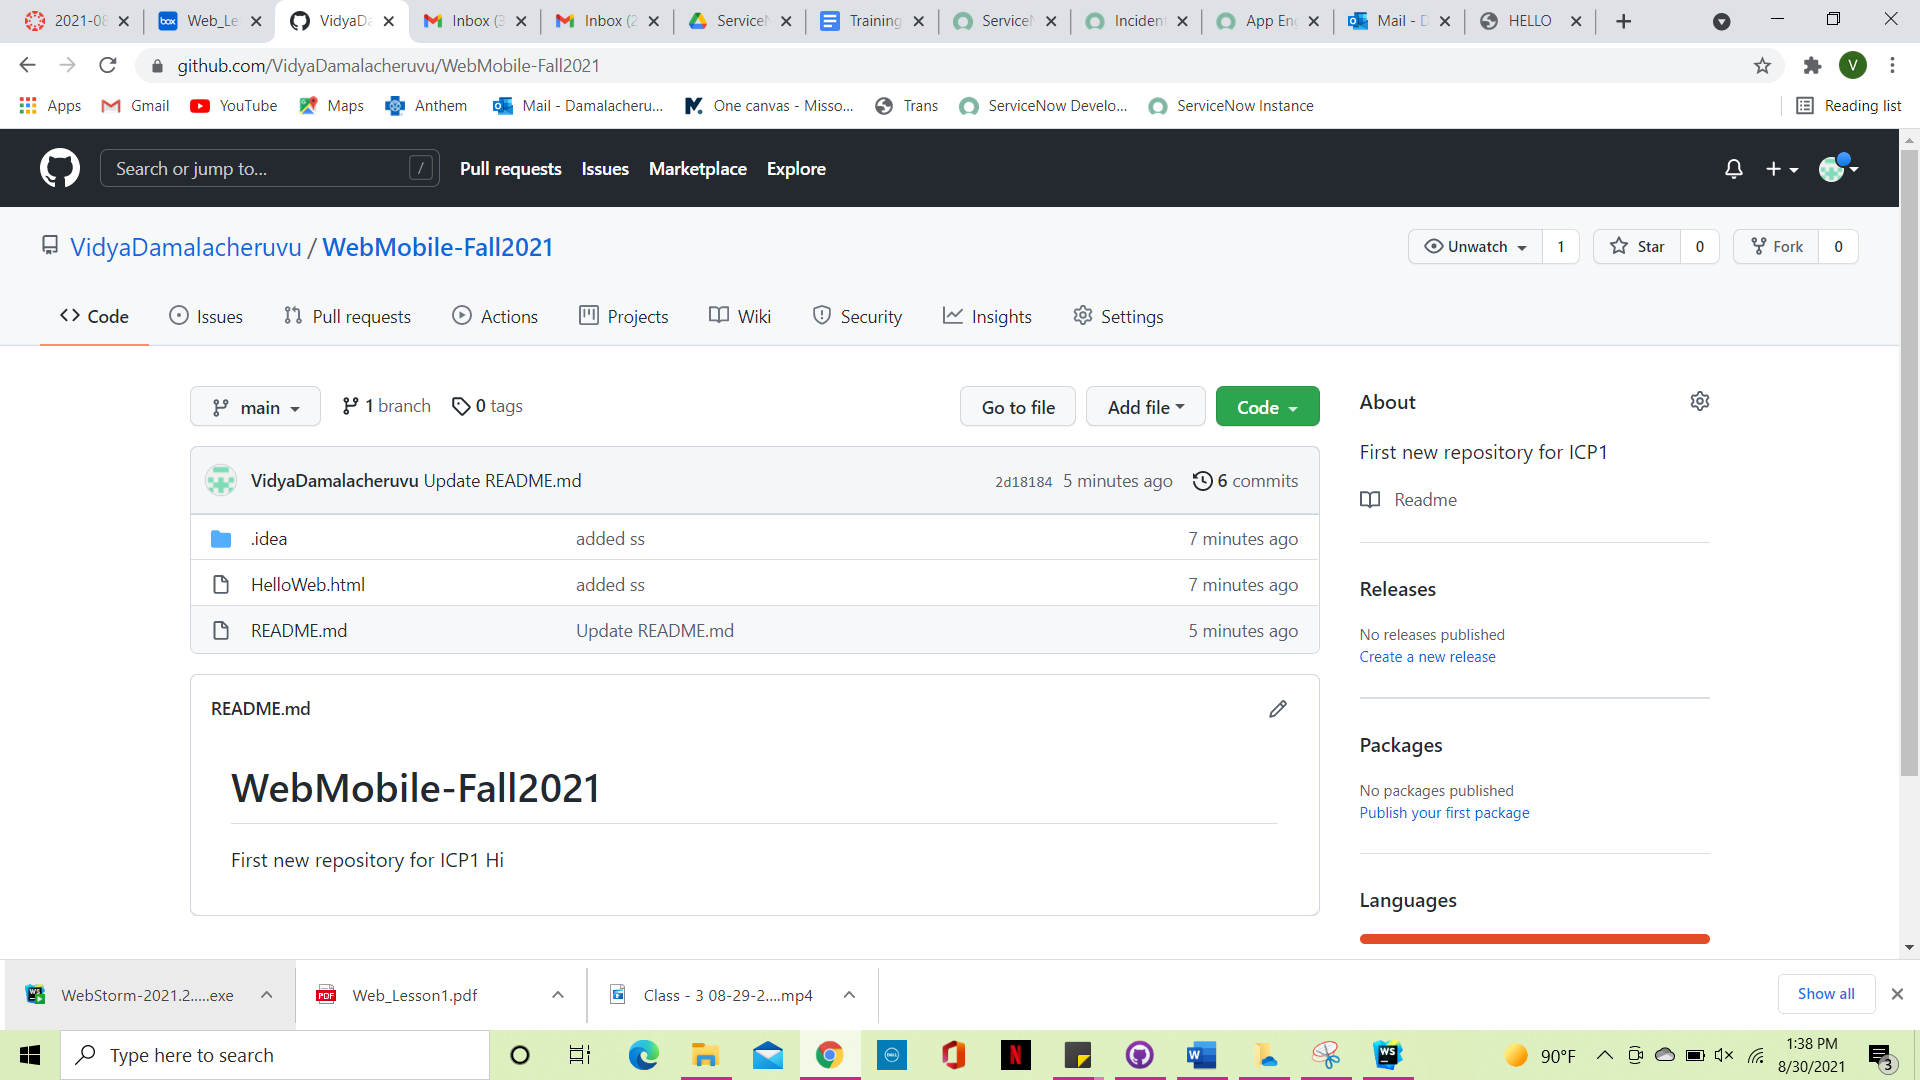 2021-08 Web_Le VidyaDa Inbox (3 Inbox (2 Service Training Service Inciden App En Mail - D HELLO
github.com/VidyaDamalacheruvu/WebMobile-Fall2021 V
Apps Gmail YouTube Maps Anthem Mail - Damalacheru... One canvas - Misso... Trans ServiceNow Develo... ServiceNow Instance Reading list
Search or jump to... / Pull requests Issues Marketplace Explore
VidyaDamalacheruvu / WebMobile-Fall2021 Unwatch 1 Star 0 Fork 0
Code Issues Pull requests Actions Projects Wiki Security Insights Settings
main 1 branch 0 tags Go to file Add file Code
VidyaDamalacheruvu Update README.md 2d18184 5 minutes ago 6 commits
.idea added ss 7 minutes ago
HelloWeb.html added ss 7 minutes ago
README.md Update README.md 5 minutes ago
README.md
WebMobile-Fall2021
First new repository for ICP1 Hi
About
First new repository for ICP1
Readme
Releases
No releases published
Create a new release
Packages
No packages published
Publish your first package
Languages
WebStorm-2021.2.....exe Web_Lesson1.pdf Class - 3 08-29-2....mp4 Show all
Type here to search 90°F 1:38 PM
8/30/2021 3